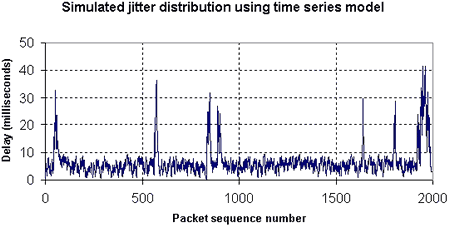 Simulated jitter distribution using time series model
Delay (milliseconds)
50
40
30
20
10
0
0 500 1000 1500 2000
Packet sequence number